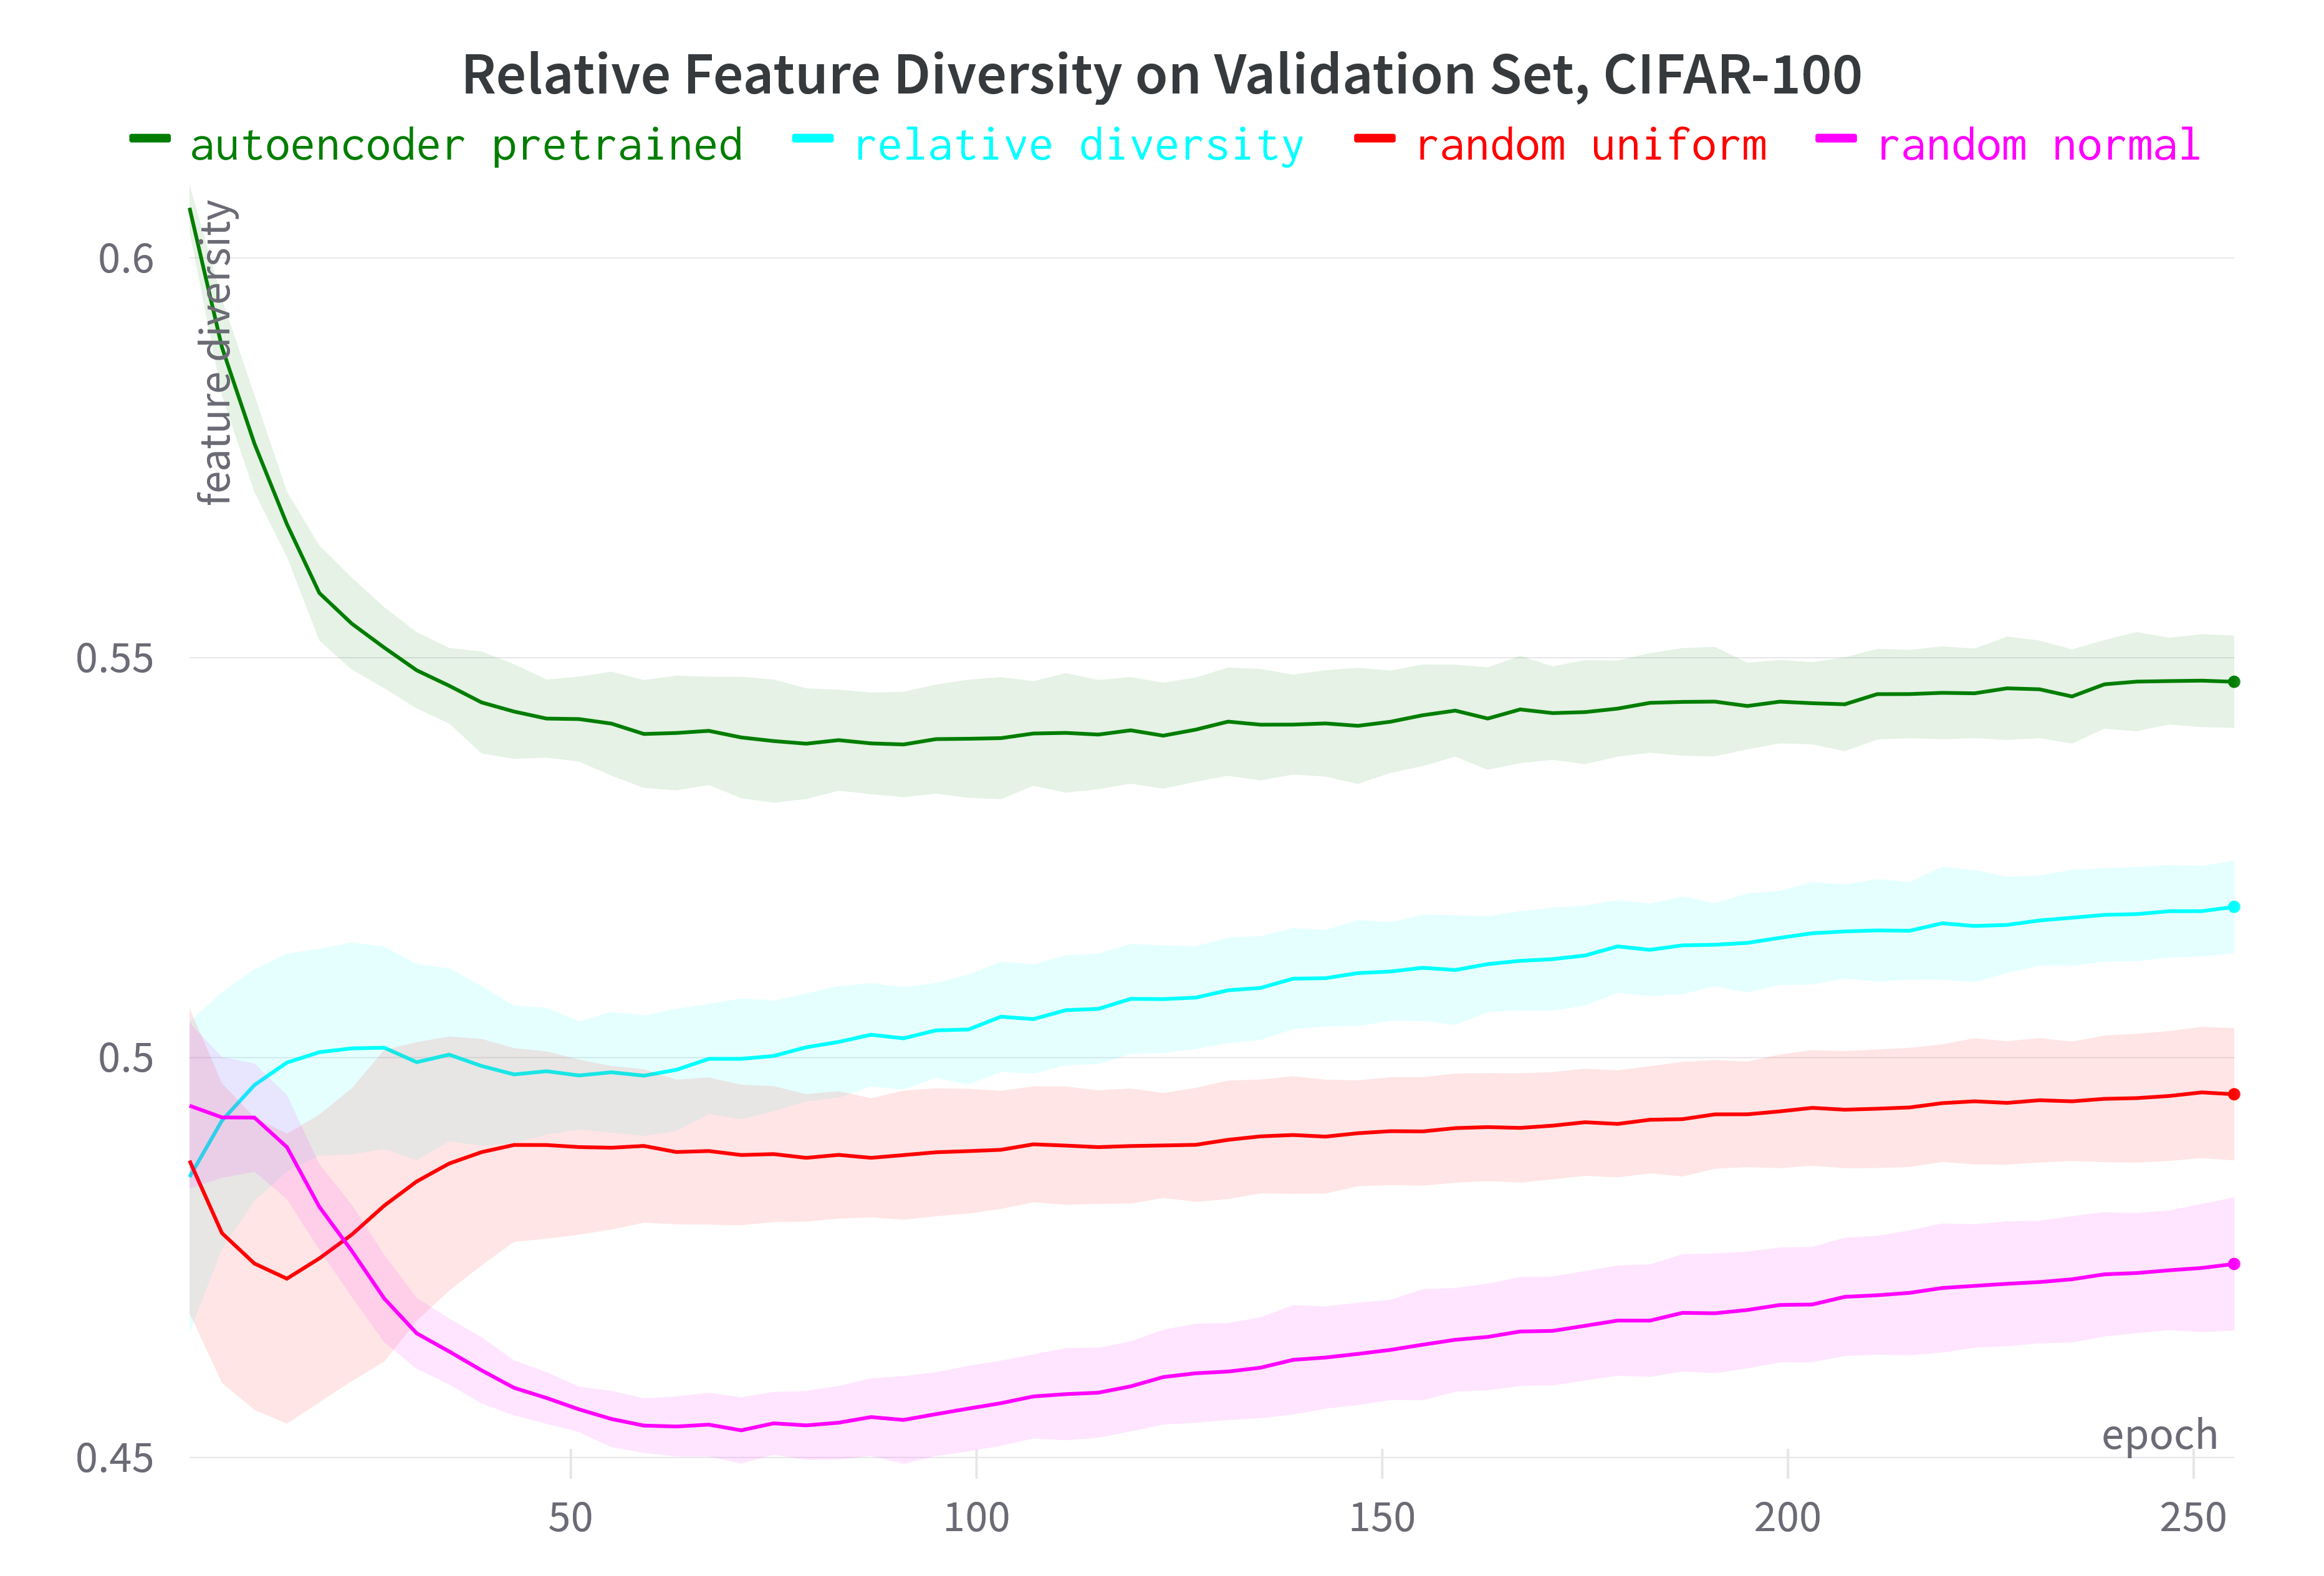 Relative Feature Diversity on Validation Set, CIFAR-100
autoencoder pretrained relative diversity random uniform random normal
feature diversity
0.6
0.55
0.5
0.45
epoch
50 100 150 200 250